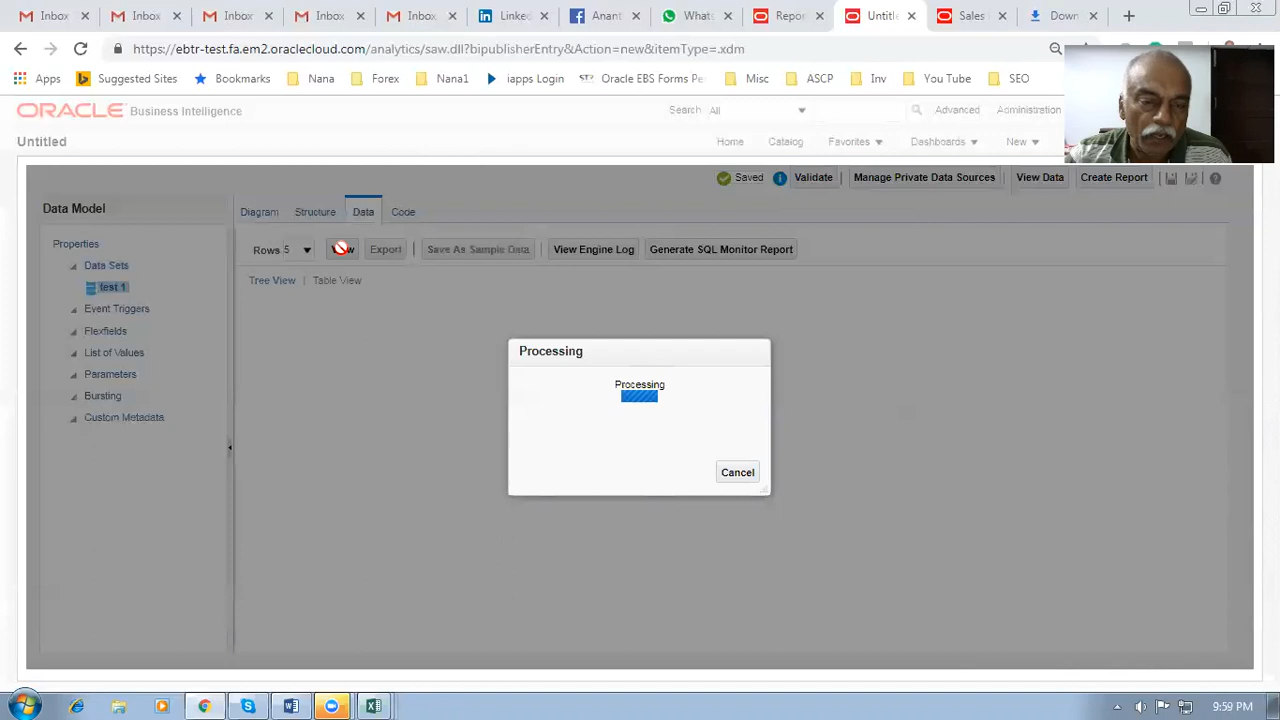 Inbox
Inbox
Inbox
Inbox
Inbox
Linked
Anant
Whats
Repor
Untitl
Sales
Down
https://ebtr-test.fa.em2.oraclecloud.com/analytics/saw.dll?bipublisherEntry&Action=new&itemType=.xdm
Apps
Suggested Sites
Bookmarks
Nana
Forex
Nana1
iapps Login
Oracle EBS Forms Pe
Misc
ASCP
Inv
You Tube
SEO
ORACLE Business Intelligence
Search All
Advanced
Administration
Untitled
Home
Catalog
Favorites
Dashboards
New
Saved
Validate
Manage Private Data Sources
View Data
Create Report
Data Model
Diagram
Structure
Data
Code
Properties
Data Sets
test 1
Event Triggers
Flexfields
List of Values
Parameters
Bursting
Custom Metadata
Rows 5
Export
Save As Sample Data
View Engine Log
Generate SQL Monitor Report
Tree View | Table View
Processing
Processing
Cancel
9:59 PM